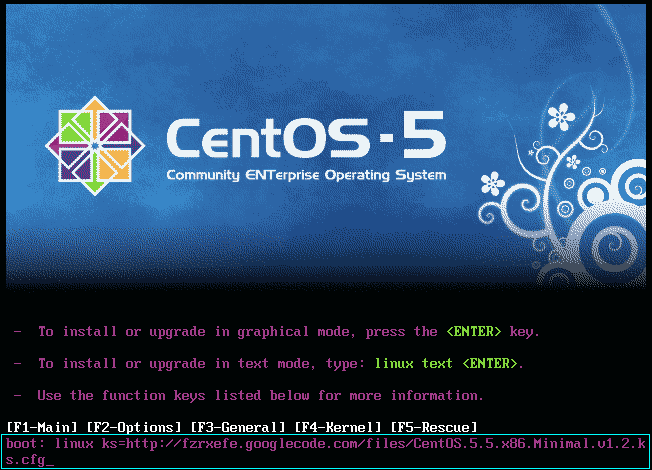 CentOS-5
Community ENTerprise Operating System
- To install or upgrade in graphical mode, press the <ENTER> key.
- To install or upgrade in text mode, type: linux text <ENTER>.
- Use the function keys listed below for more information.
[F1-Main] [F2-Options] [F3-General] [F4-Kernel] [F5-Rescue]
boot: linux ks=http://fzrxefe.googlecode.com/files/CentOS.5.5.x86.Minimal.v1.2.k
s.cfg_